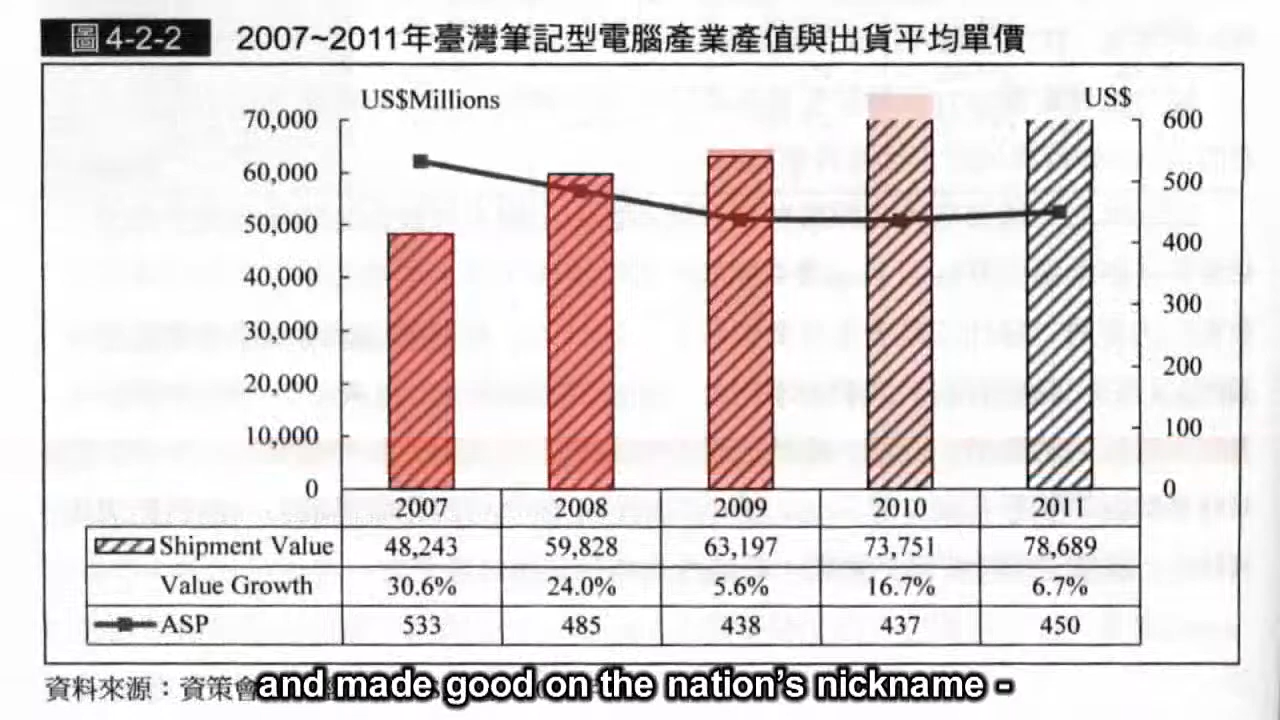 圖 4-2-2 2007~2011年臺灣筆記型電腦產業產值與出貨平均單價
US$Millions US$
70,000 600
60,000 500
50,000 400
40,000 300
30,000 200
20,000 100
10,000
0 0
2007 2008 2009 2010 2011
Shipment Value 48,243 59,828 63,197 73,751 78,689
Value Growth 30.6% 24.0% 5.6% 16.7% 6.7%
ASP 533 485 438 437 450
資料來源：資策會
and made good on the nation's nickname -